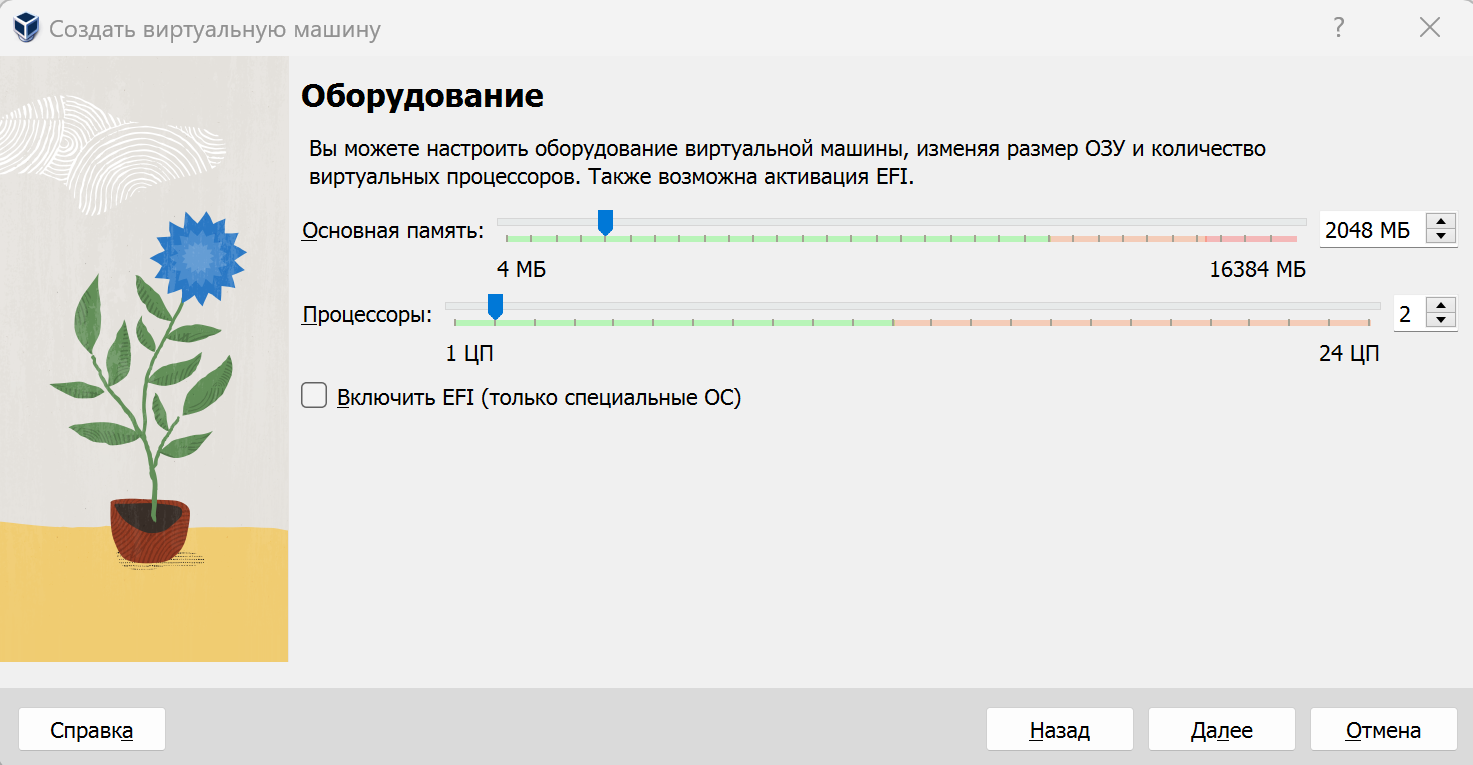 Создать виртуальную машину
?
Оборудование
Вы можете настроить оборудование виртуальной машины, изменяя размер ОЗУ и количество
виртуальных процессоров. Также возможна активация EFI.
Основная память:
2048 МБ
4 МБ
16384 МБ
Процессоры:
2
1 ЦП
24 ЦП
Включить EFI (только специальные ОС)
Справка
Назад
Далее
Отмена